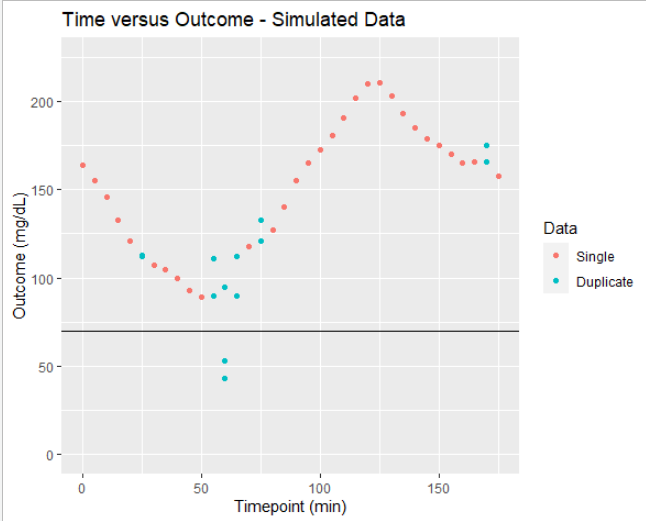 Time versus Outcome - Simulated Data
200
150
100
50
0
Outcome (mg/dL)
0 50 100 150
Timepoint (min)
Data
Single
Duplicate